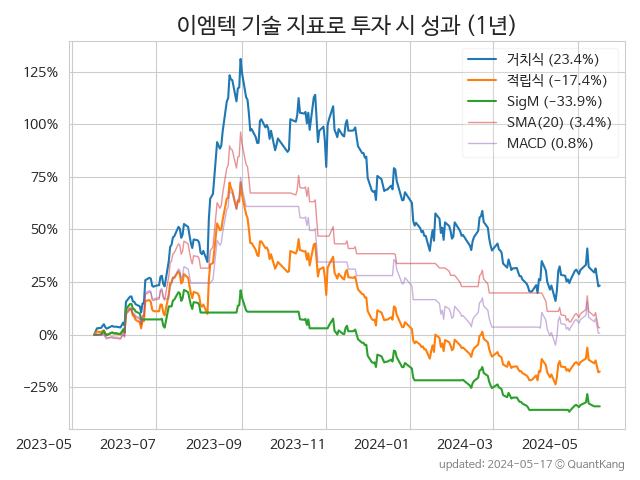 이엠텍 기술 지표로 투자 시 성과 (1년)
거치식 (23.4%)
적립식 (−17.4%)
SigM (−33.9%)
SMA(20) (3.4%)
MACD (0.8%)
125%
100%
75%
50%
25%
0%
−25%
2023-05 2023-07 2023-09 2023-11 2024-01 2024-03 2024-05
updated: 2024-05-17 ⓒ QuantKang